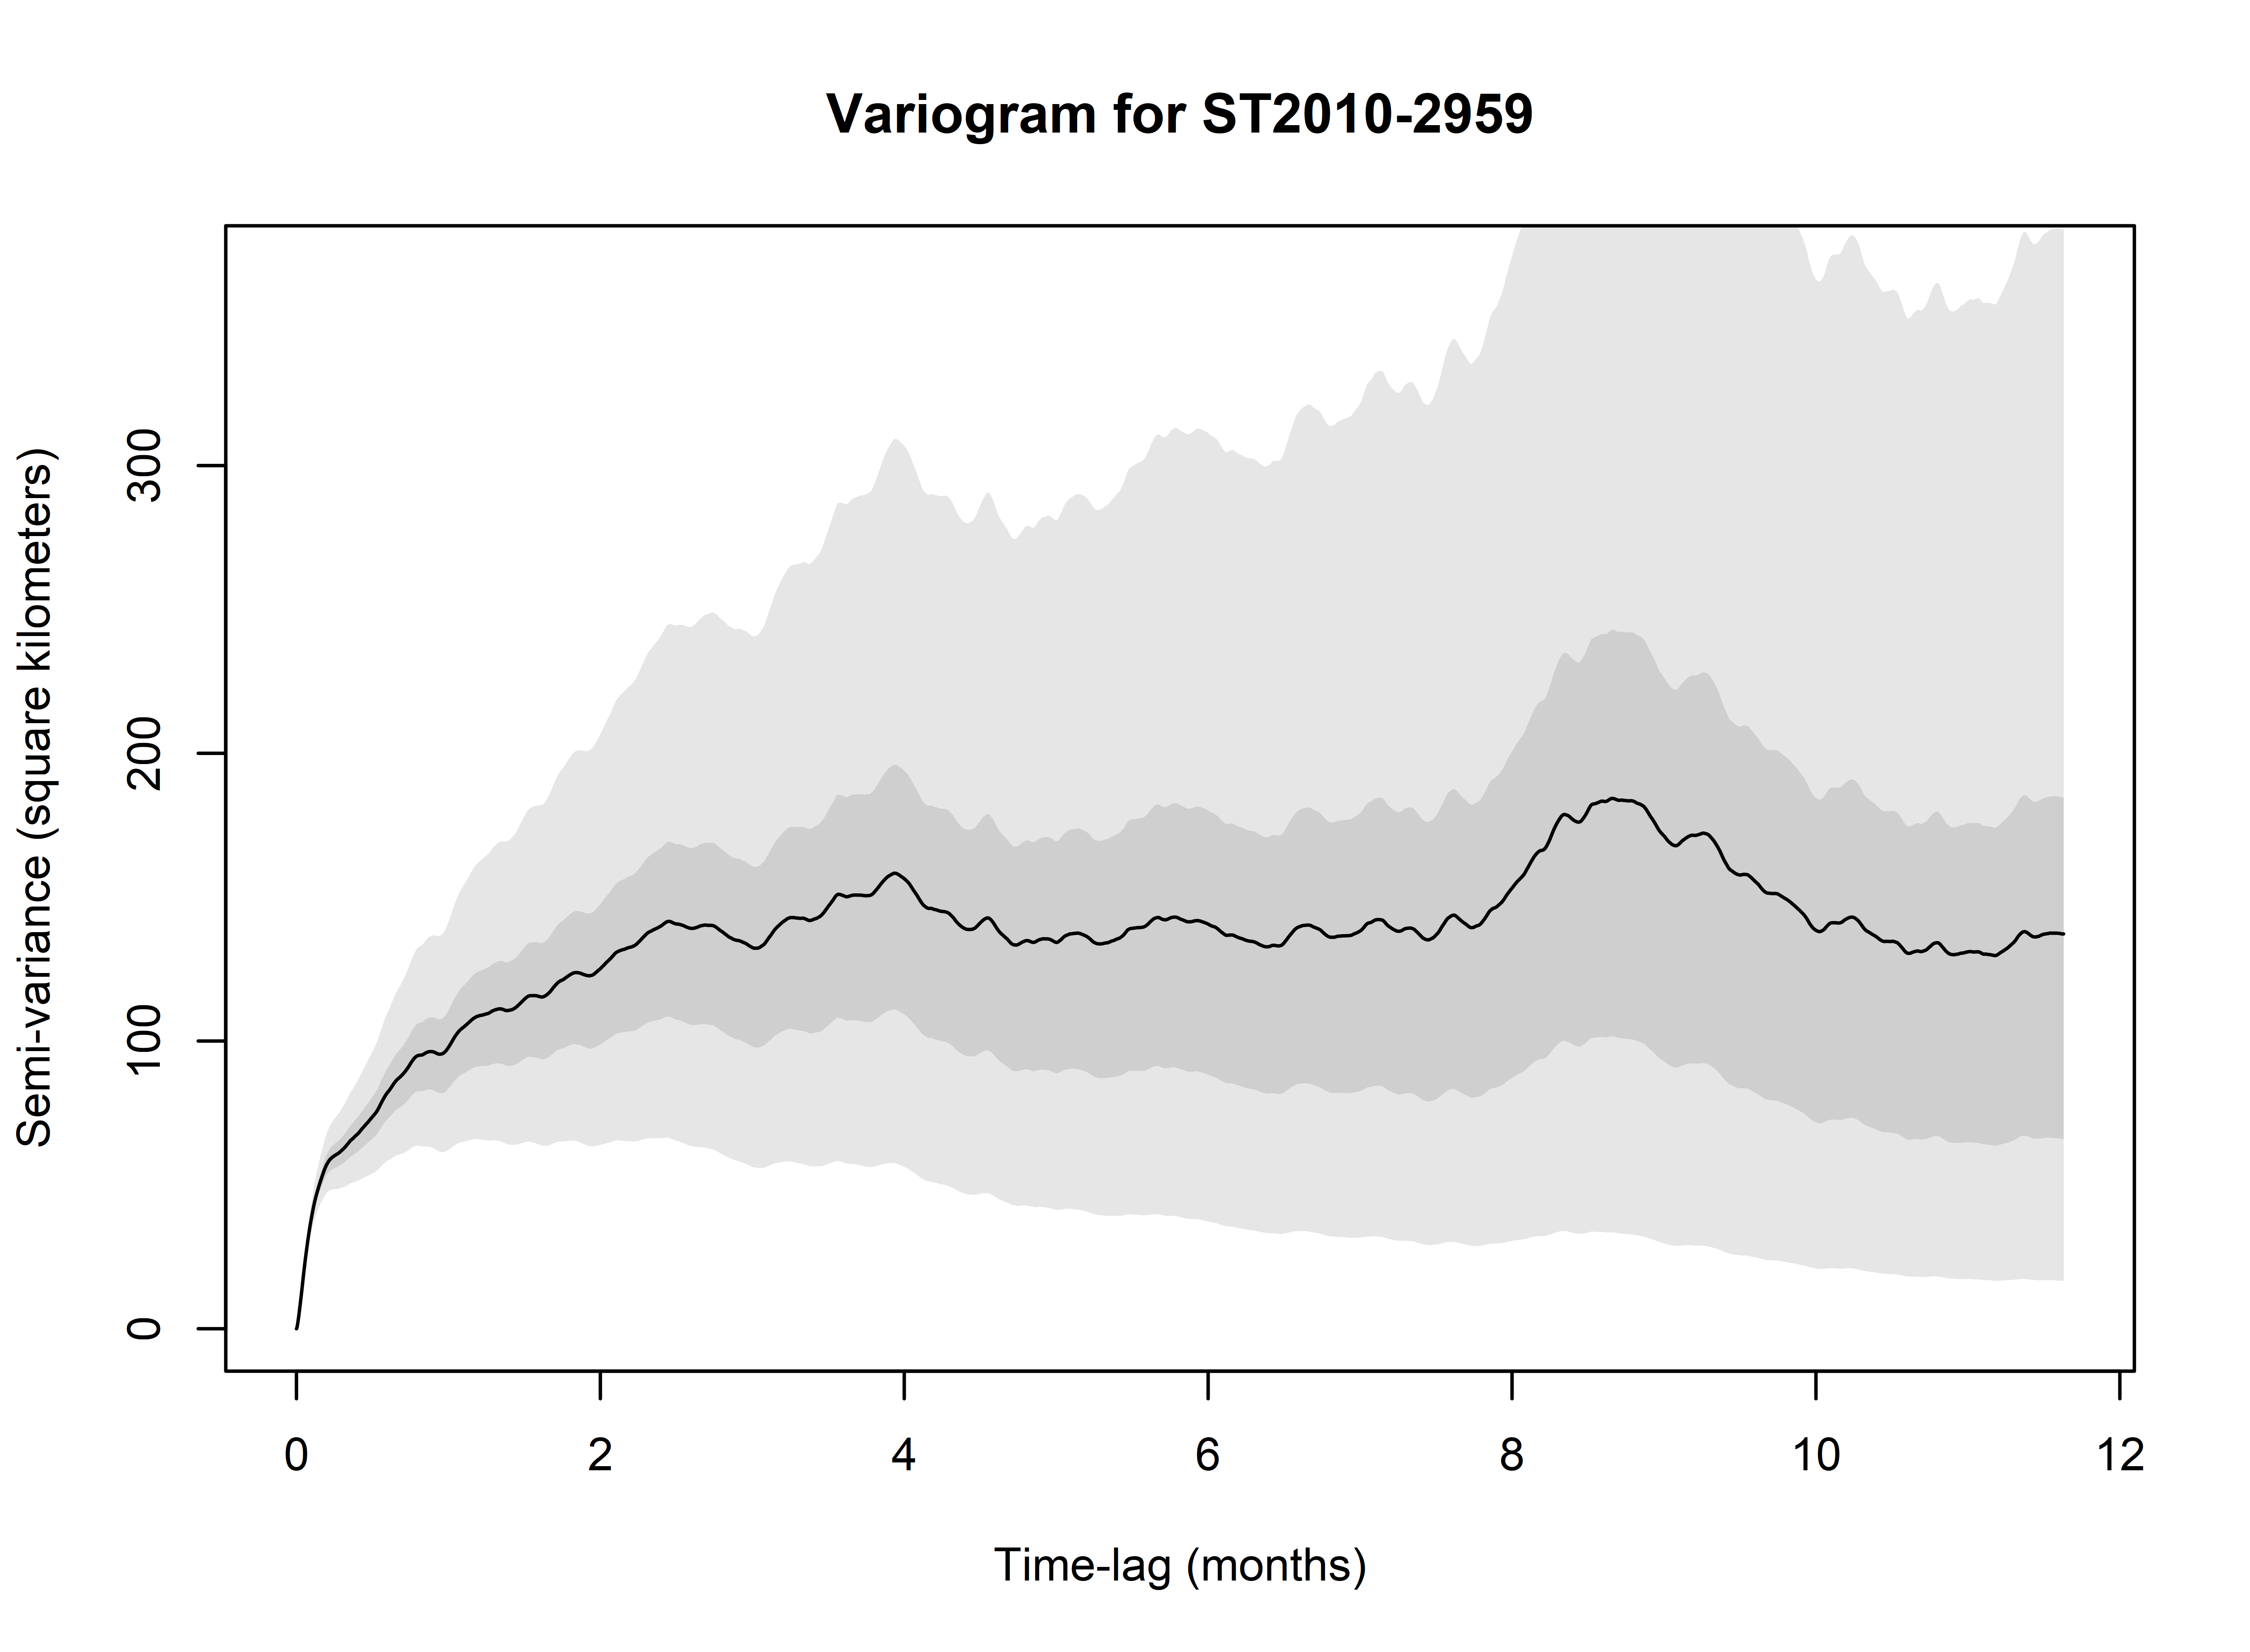 Variogram for ST2010-2959
Semi-variance (square kilometers)
300
200
100
0
0 2 4 6 8 10 12
Time-lag (months)